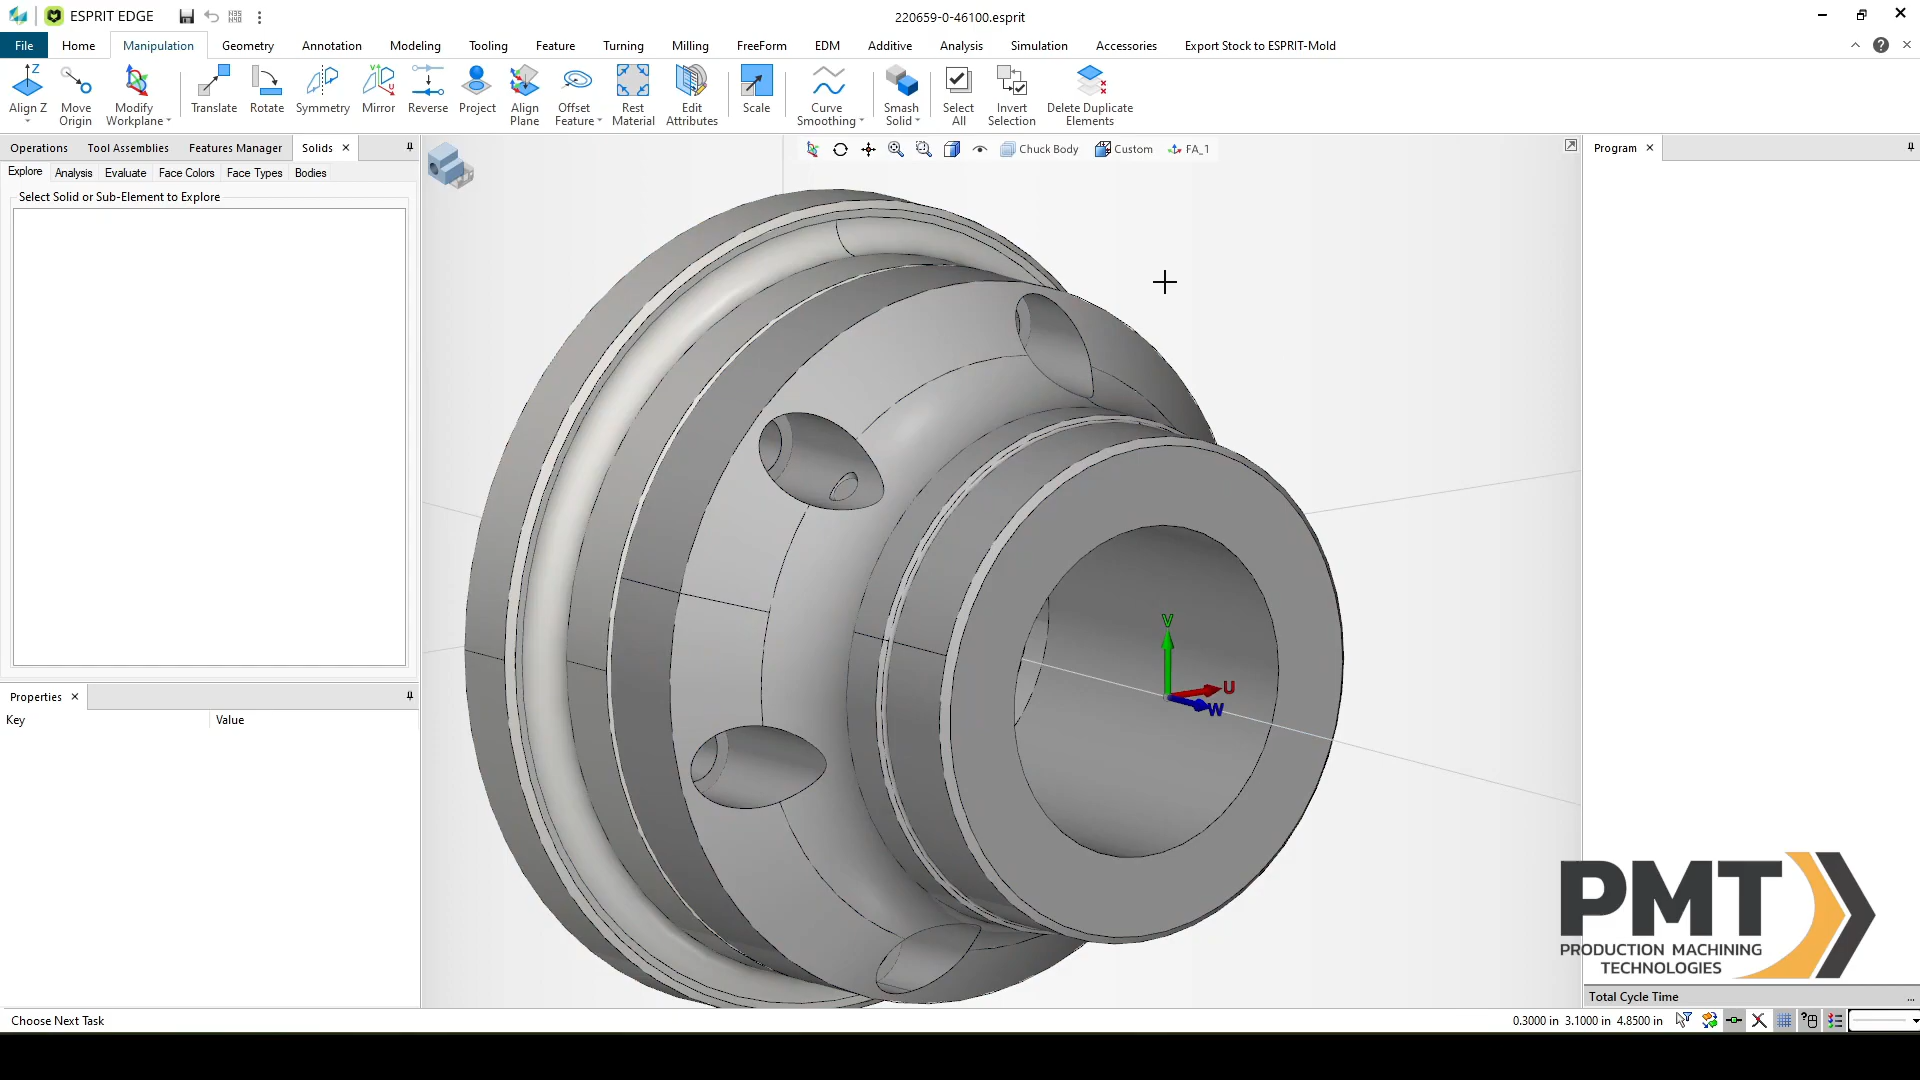 ESPRIT EDGE
220659-0-46100.esprit
File Home Manipulation Geometry Annotation Modeling Tooling Feature Turning Milling FreeForm EDM Additive Analysis Simulation Accessories Export Stock to ESPRIT-Mold
Align Z
Move Origin
Modify Workplane
Translate
Rotate
Symmetry
Mirror
Reverse
Project
Align Plane
Offset Feature
Rest Material
Edit Attributes
Scale
Curve Smoothing
Smash Solid
Select All
Invert Selection
Delete Duplicate Elements
Operations Tool Assemblies Features Manager Solids
Chuck Body Custom FA_1
Program
Explore Analysis Evaluate Face Colors Face Types Bodies
Select Solid or Sub-Element to Explore
V
U
W
Properties
Key Value
PMT
PRODUCTION MACHINING
TECHNOLOGIES
Total Cycle Time ...
Choose Next Task
0.3000 in 3.1000 in 4.8500 in